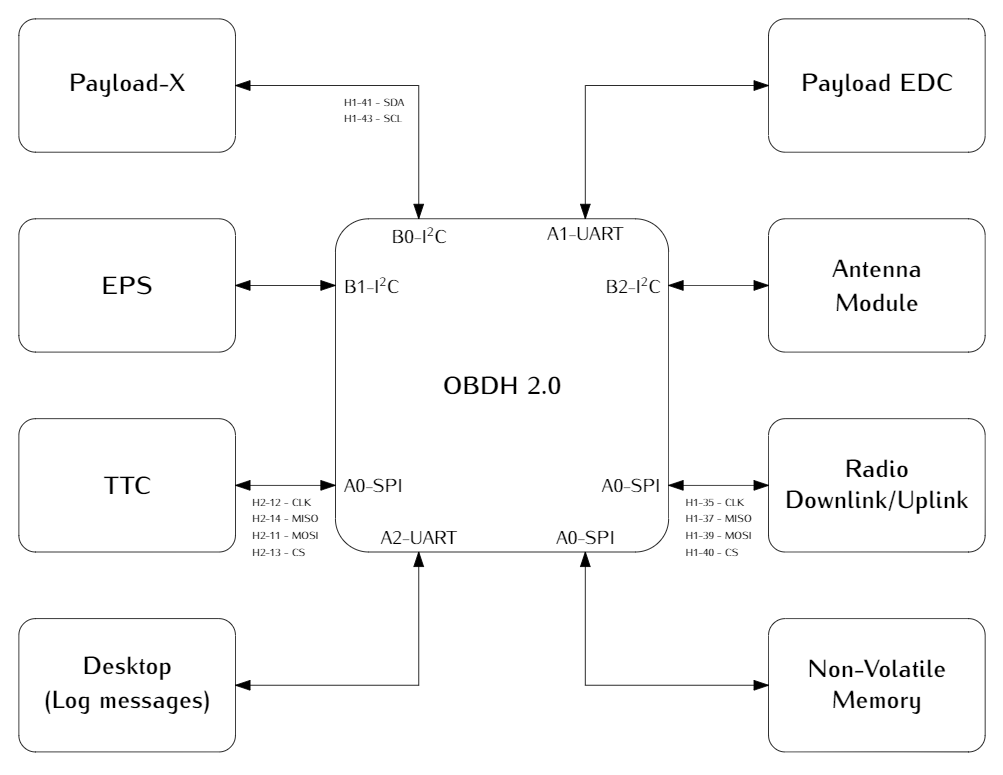 Payload-X
Payload EDC
H1-41 - SDA
H1-43 - SCL
B0-I²C
A1-UART
EPS
B1-I²C
B2-I²C
Antenna
Module
OBDH 2.0
TTC
A0-SPI
A0-SPI
Radio
Downlink/Uplink
H2-12 - CLK
H2-14 - MISO
H2-11 - MOSI
H2-13 - CS
H1-35 - CLK
H1-37 - MISO
H1-39 - MOSI
H1-40 - CS
A2-UART
A0-SPI
Desktop
(Log messages)
Non-Volatile
Memory